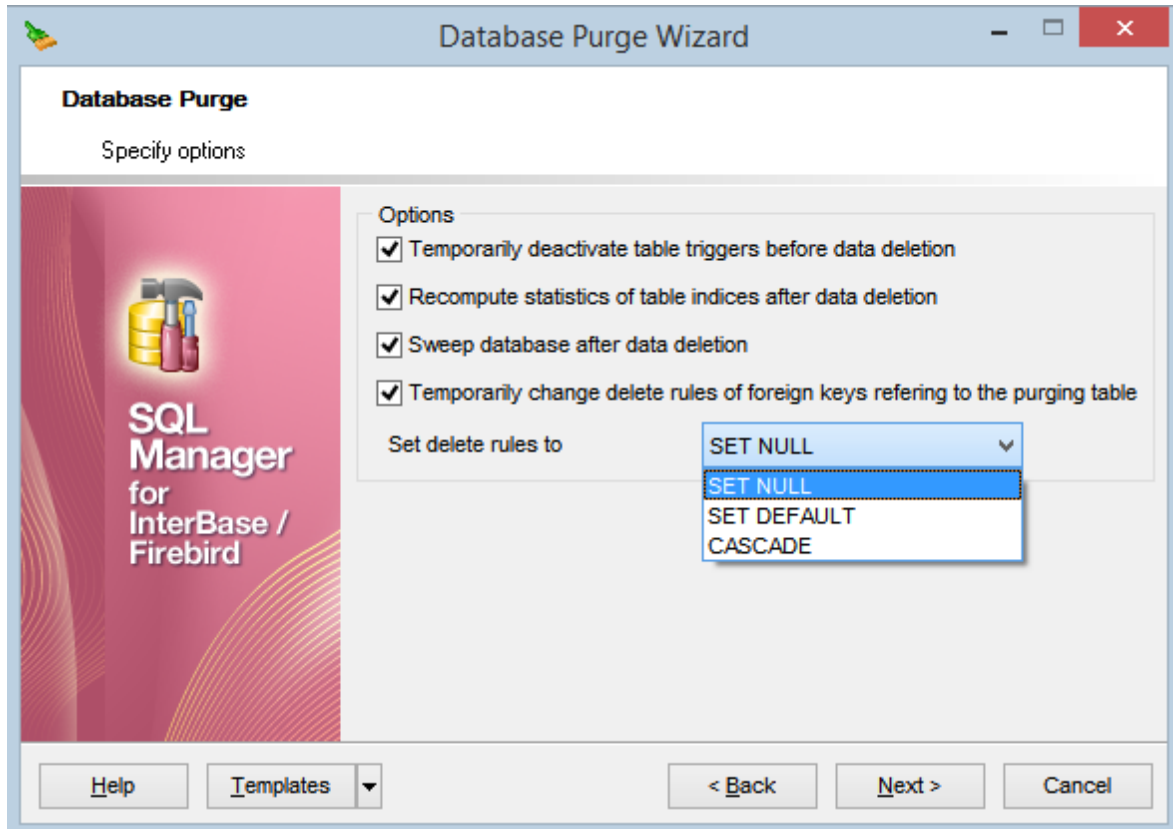 Database Purge Wizard
Database Purge
Specify options
Options
Temporarily deactivate table triggers before data deletion
Recompute statistics of table indices after data deletion
Sweep database after data deletion
Temporarily change delete rules of foreign keys refering to the purging table
Set delete rules to SET NULL
SET NULL
SET DEFAULT
CASCADE
SQL
Manager
for
InterBase /
Firebird
Help Templates < Back Next > Cancel